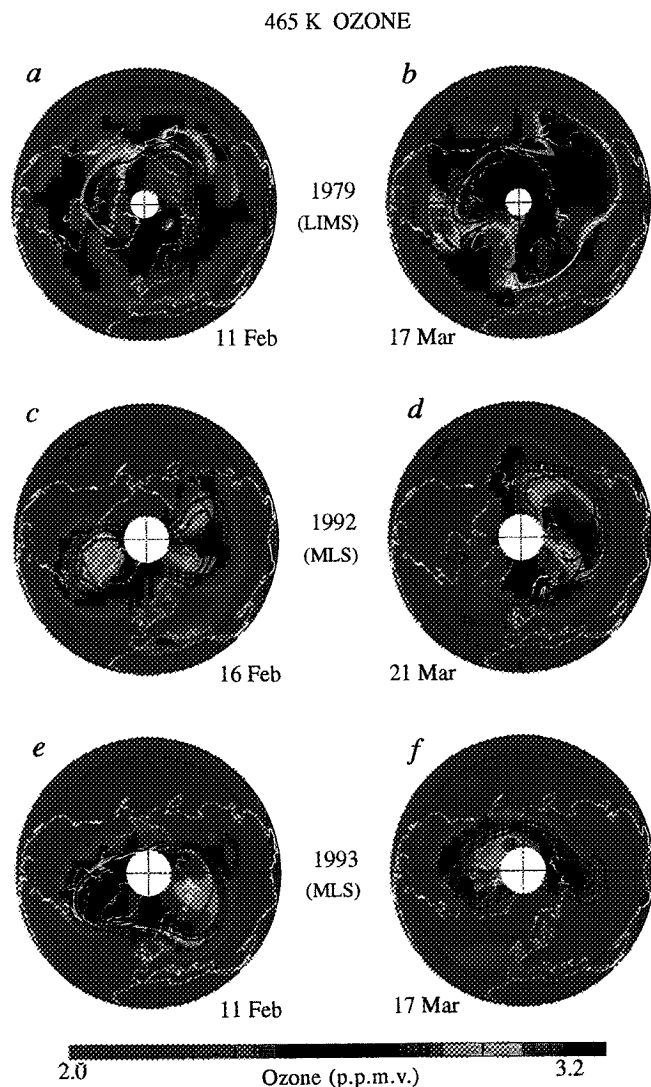 465 K OZONE
a
b
1979
(LIMS)
11 Feb
17 Mar
c
d
1992
(MLS)
16 Feb
21 Mar
e
f
1993
(MLS)
11 Feb
17 Mar
2.0
3.2
Ozone (p.p.m.v.)